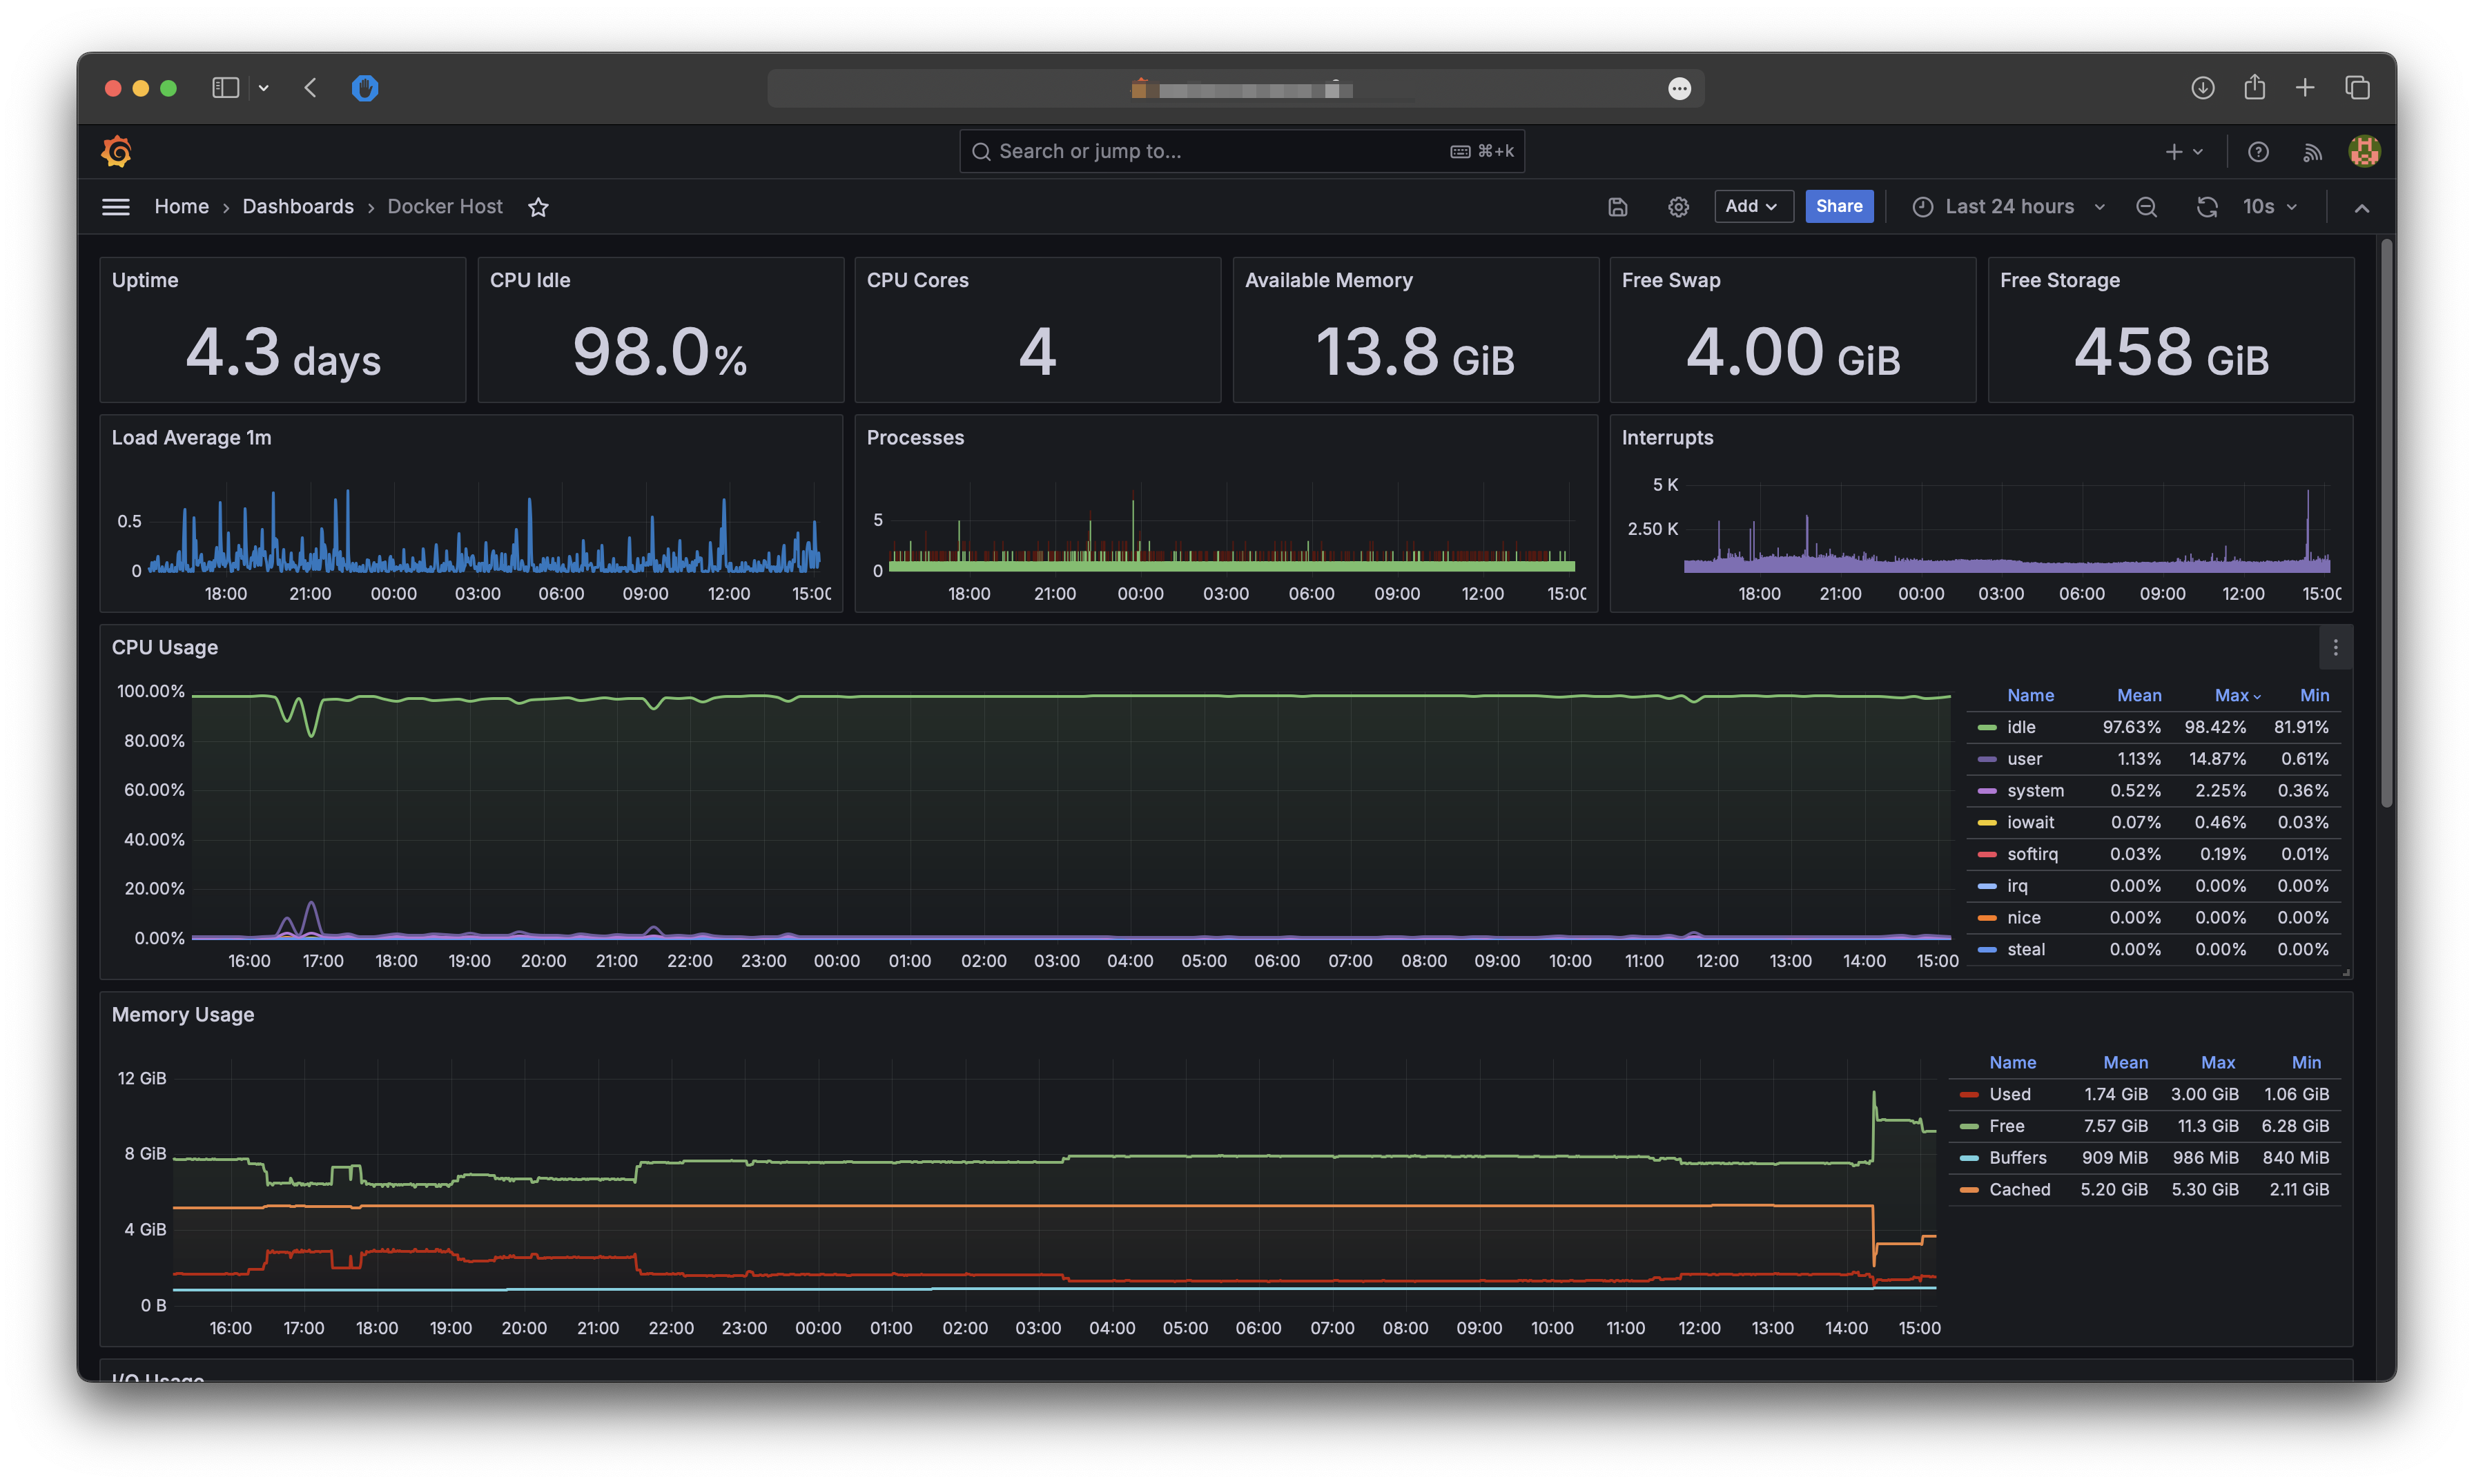 Search or jump to... ⌘+k
Home › Dashboards › Docker Host Add Share Last 24 hours 10s
Uptime
4.3 days
CPU Idle
98.0%
CPU Cores
4
Available Memory
13.8 GiB
Free Swap
4.00 GiB
Free Storage
458 GiB
Load Average 1m
0.5
0
18:00 21:00 00:00 03:00 06:00 09:00 12:00 15:00
Processes
5
0
18:00 21:00 00:00 03:00 06:00 09:00 12:00 15:00
Interrupts
5 K
2.50 K
18:00 21:00 00:00 03:00 06:00 09:00 12:00 15:00
CPU Usage
100.00%
80.00%
60.00%
40.00%
20.00%
0.00%
16:00 17:00 18:00 19:00 20:00 21:00 22:00 23:00 00:00 01:00 02:00 03:00 04:00 05:00 06:00 07:00 08:00 09:00 10:00 11:00 12:00 13:00 14:00 15:00
Name Mean Max Min
idle 97.63% 98.42% 81.91%
user 1.13% 14.87% 0.61%
system 0.52% 2.25% 0.36%
iowait 0.07% 0.46% 0.03%
softirq 0.03% 0.19% 0.01%
irq 0.00% 0.00% 0.00%
nice 0.00% 0.00% 0.00%
steal 0.00% 0.00% 0.00%
Memory Usage
12 GiB
8 GiB
4 GiB
0 B
16:00 17:00 18:00 19:00 20:00 21:00 22:00 23:00 00:00 01:00 02:00 03:00 04:00 05:00 06:00 07:00 08:00 09:00 10:00 11:00 12:00 13:00 14:00 15:00
Name Mean Max Min
Used 1.74 GiB 3.00 GiB 1.06 GiB
Free 7.57 GiB 11.3 GiB 6.28 GiB
Buffers 909 MiB 986 MiB 840 MiB
Cached 5.20 GiB 5.30 GiB 2.11 GiB
I/O Usage